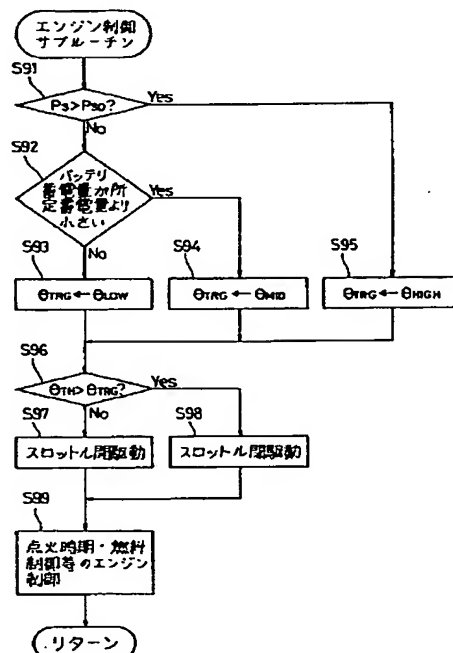 エンジン制御
サブルーチン
S91
PS>PSO?
Yes
No
S92
バッテリ
蓄電量が所
定蓄電量より
小さい
Yes
No
S93
S94
S95
ΘTRG←ΘLOW
ΘTRG←ΘMID
ΘTRG←ΘHIGH
S96
ΘTH>ΘTRG?
Yes
No
S97
S98
スロットル開駆動
スロットル閉駆動
S99
点火時期・燃料
制御等のエンジン
制御
リターン